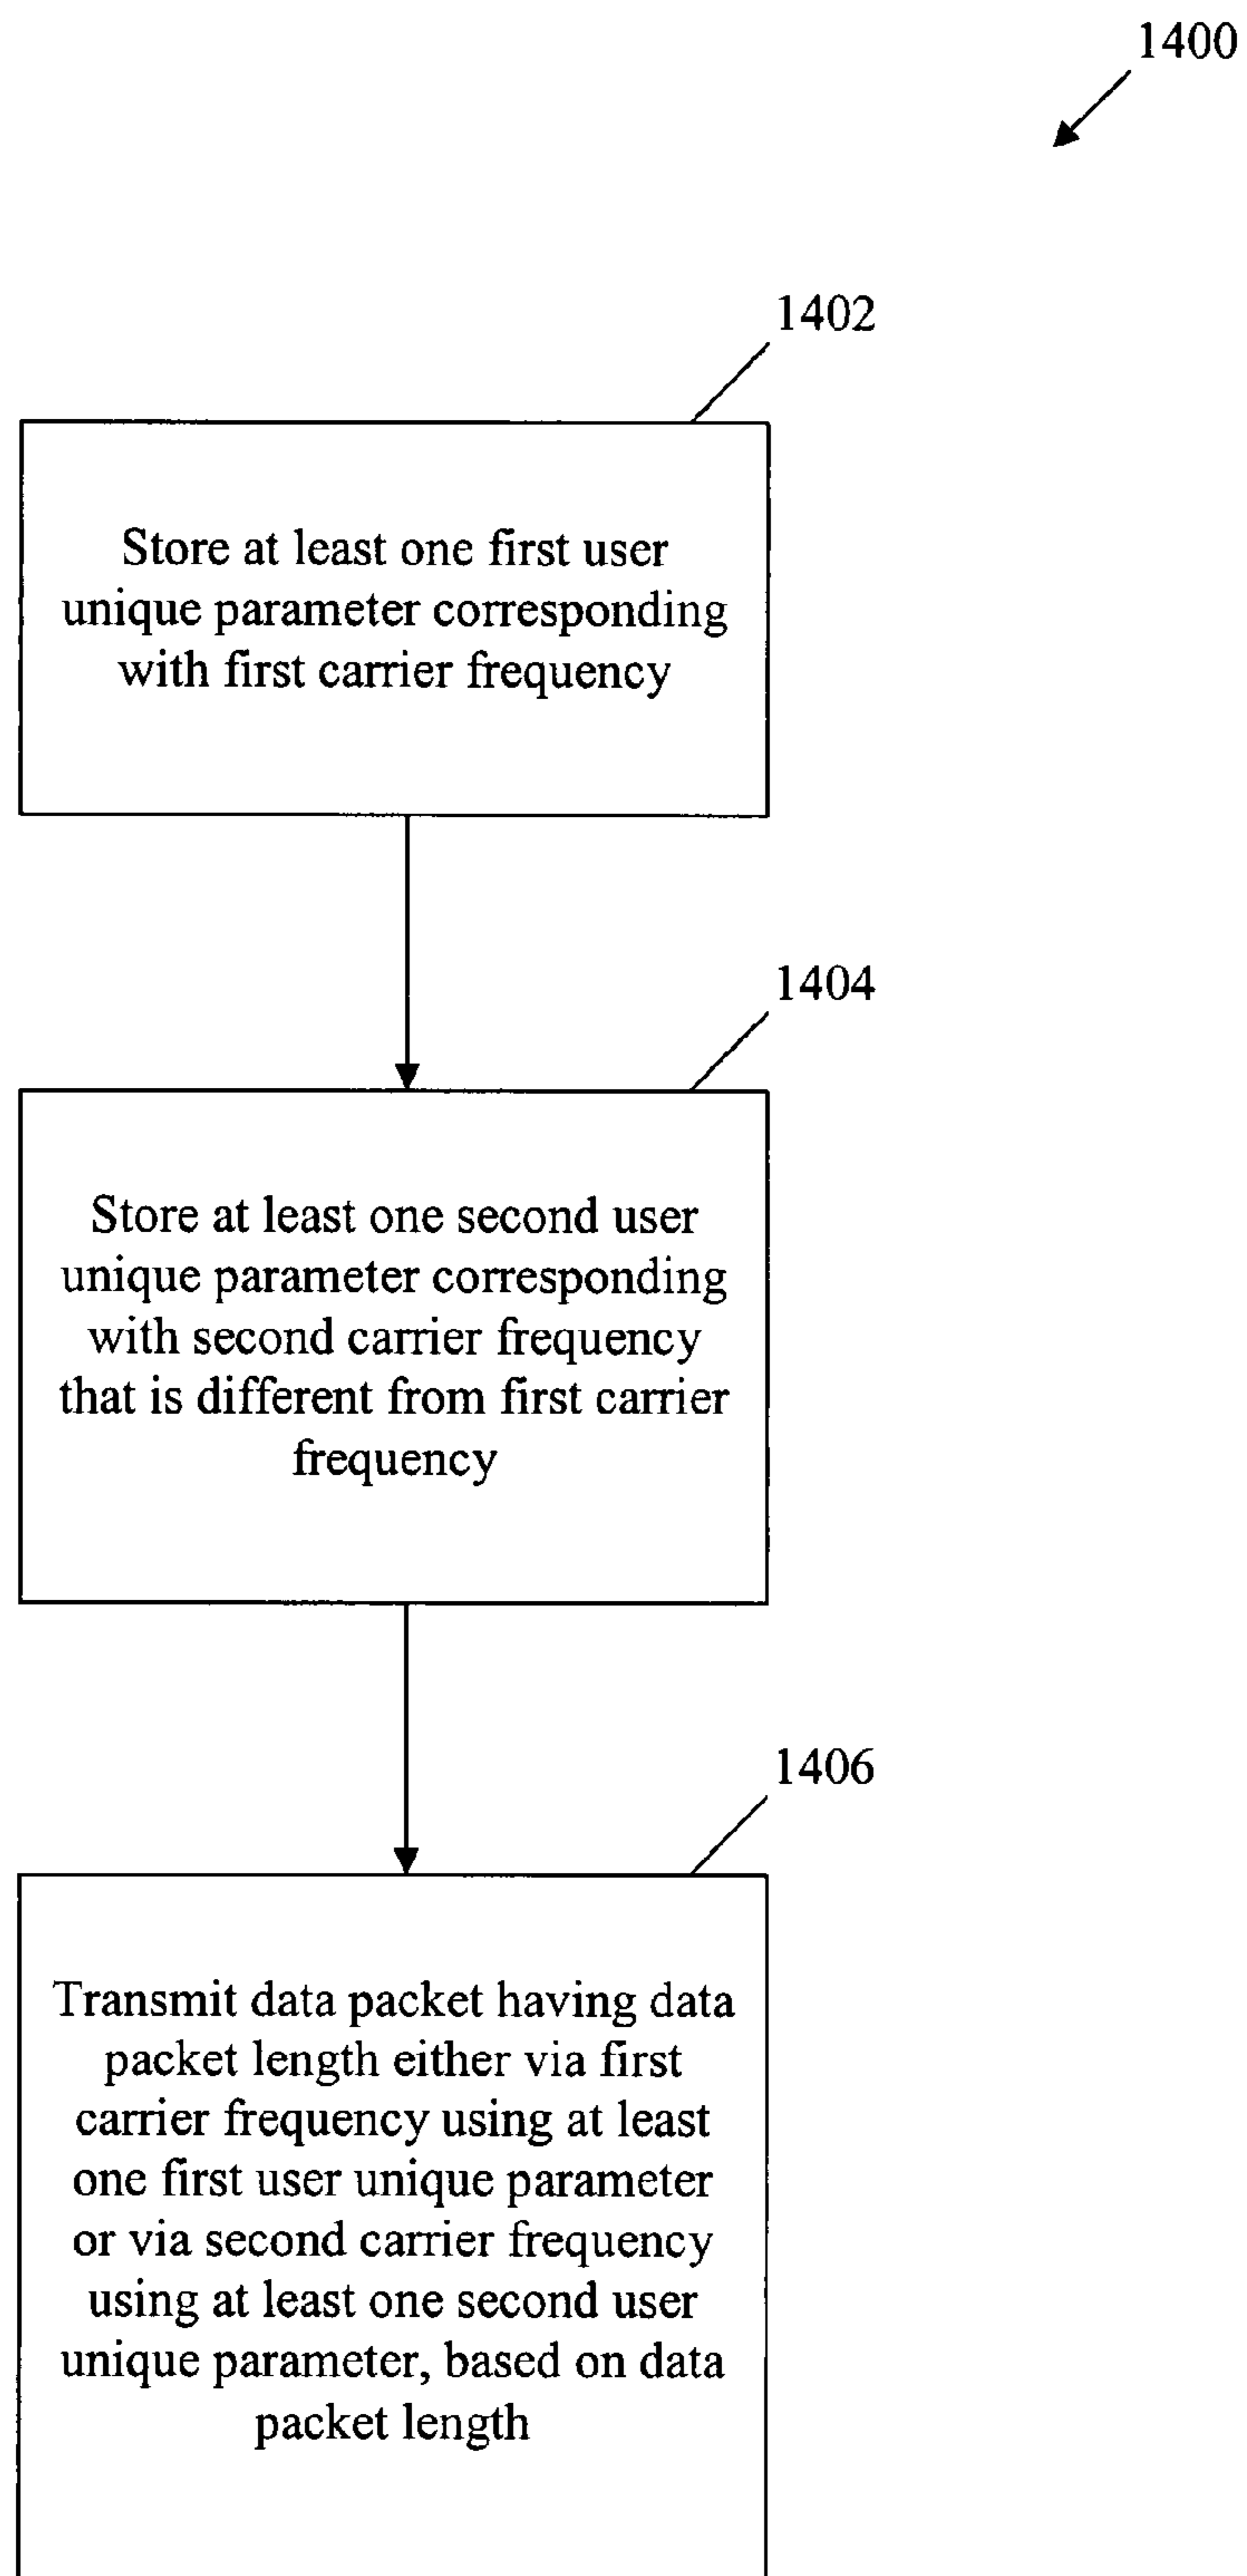 1400
1402
Store at least one first user
unique parameter corresponding
with first carrier frequency
1404
Store at least one second user
unique parameter corresponding
with second carrier frequency
that is different from first carrier
frequency
1406
Transmit data packet having data
packet length either via first
carrier frequency using at least
one first user unique parameter
or via second carrier frequency
using at least one second user
unique parameter, based on data
packet length